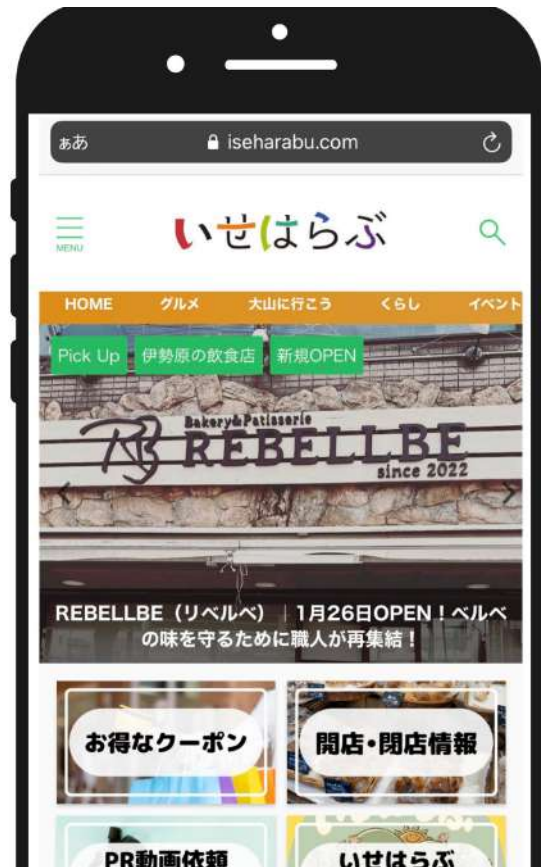 ぁあ iseharabu.com
MENU いせはらぶ
HOME グルメ 大山に行こう くらし イベント
Pick Up 伊勢原の飲食店 新規OPEN
Bakery&Patisserie
RB REBELLBE
since 2022
REBELLBE（リベルベ）｜1月26日OPEN！ベルベ
の味を守るために職人が再集結！
お得なクーポン 開店・閉店情報
PR動画依頼 いせはらぶ